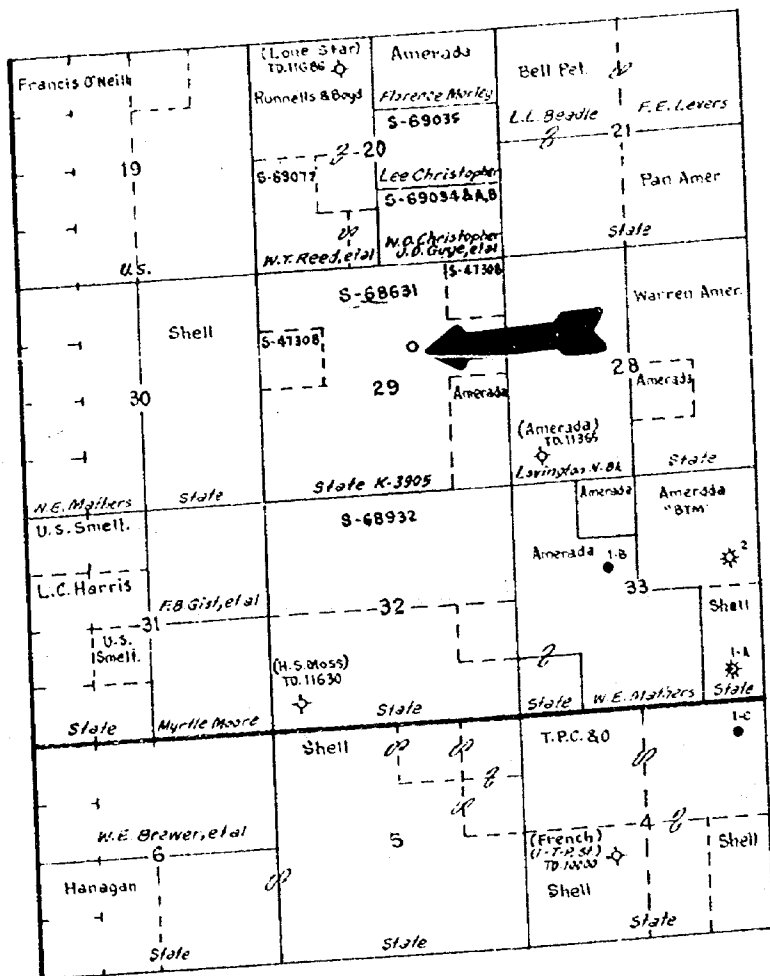 Francis O'Neill
19
U.S.
(Lone Star)
TD.11686
Runnells & Boyd
20
S-69077
W.T. Reed, et al
Amerada
Florence Morley
S-69035
Lee Christopher
S-69034 & A,B
W.O. Christopher
J.D. Guye, et al
Bell Pet.
L.L. Beadle
F.E. Levers
21
Pan Amer
State
Shell
30
W.E. Mathers
State
S-68631
S-47308
S-47308
29
Amerada
State K-3905
Warren Amer.
28
Amerada
(Amerada)
TD.11365
Lovington N. Bk
State
U.S. Smelt.
L.C. Harris
F.B. Gist, et al
31
U.S.
Smelt.
State
Myrtle Moore
S-68932
32
(H.S. Moss)
TD.11630
State
Amerada
Amerada
"BTM"
Amerada
1-B
2
33
Shell
1-A
State
W.E. Mathers
State
W.E. Brewer, et al
6
Hanagan
State
Shell
5
State
T.P.C. & O
1-C
4
(French)
(1-T-P. St.)
Shell
Shell
State